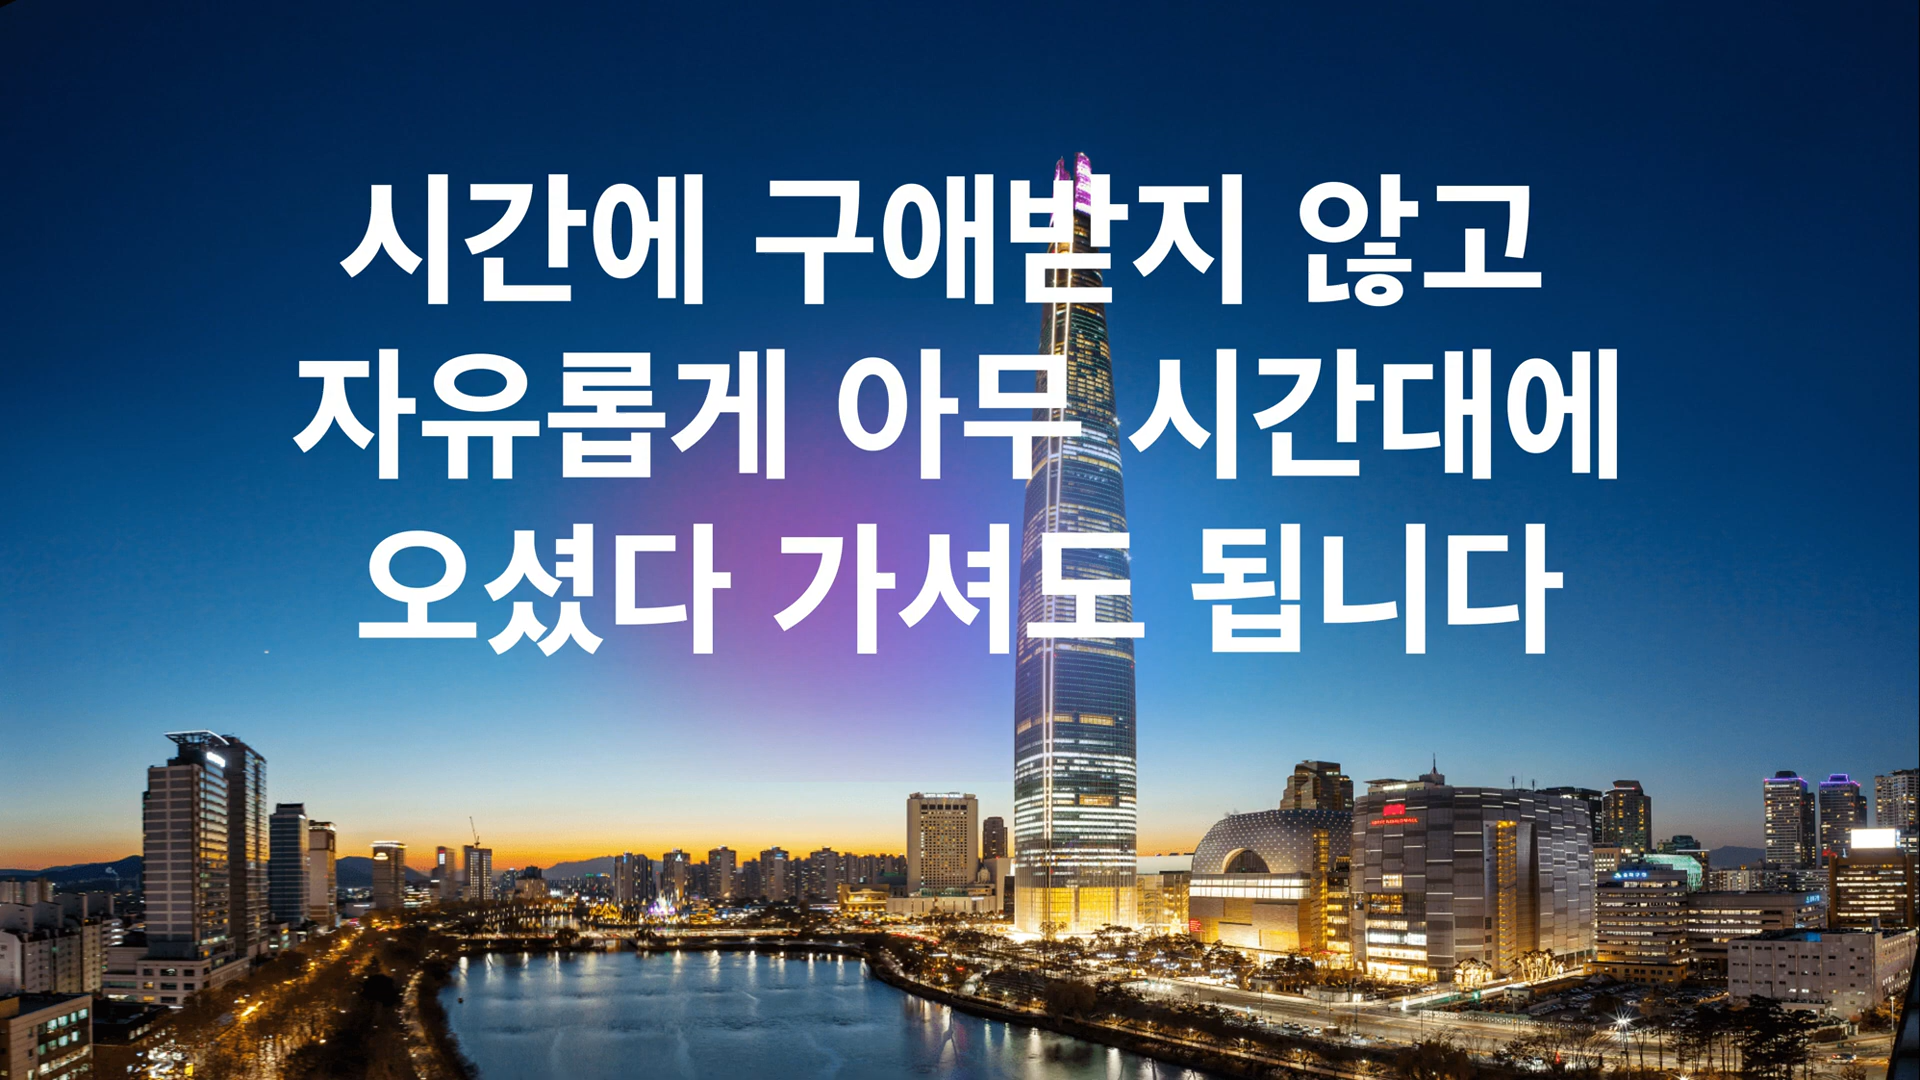 시간에 구애받지 않고
자유롭게 아무 시간대에
오셨다 가셔도 됩니다